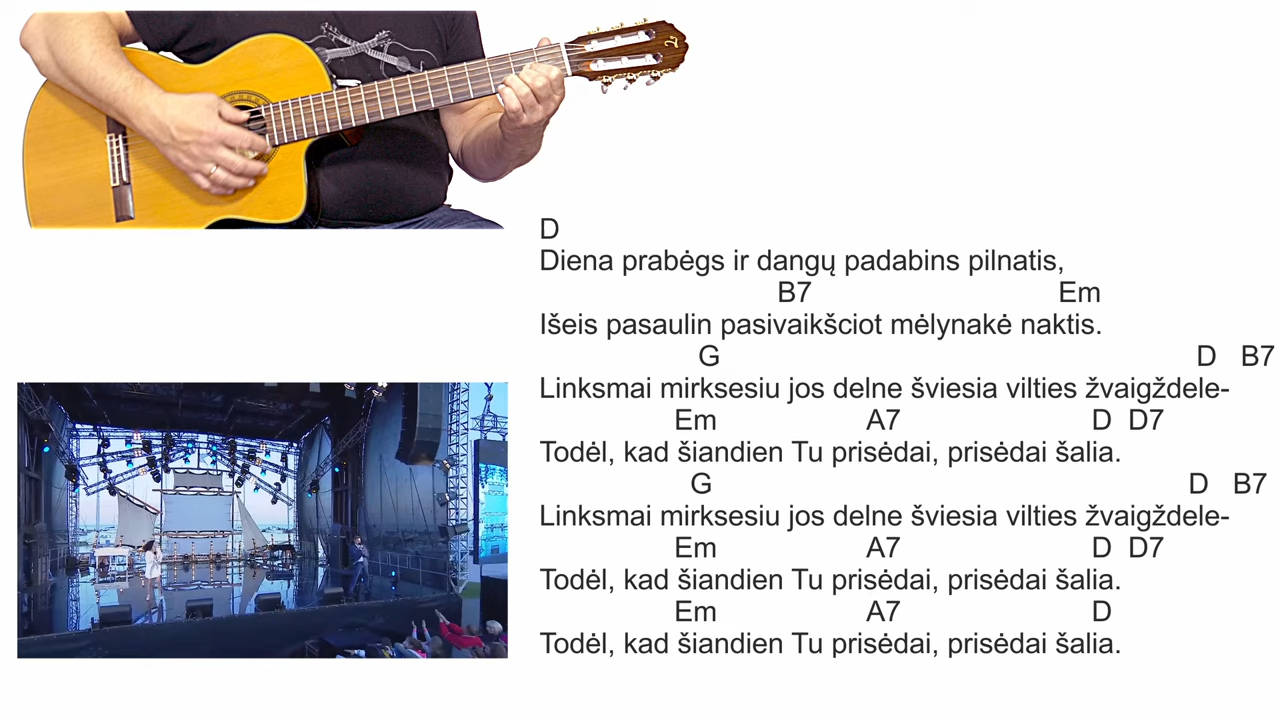 D
Diena prabėgs ir dangų padabins pilnatis,
B7 Em
Išeis pasaulin pasivaikšciot mėlynakė naktis.
G D B7
Linksmai mirksesiu jos delne šviesia vilties žvaigždele-
Em A7 D D7
Todėl, kad šiandien Tu prisėdai, prisėdai šalia.
G D B7
Linksmai mirksesiu jos delne šviesia vilties žvaigždele-
Em A7 D D7
Todėl, kad šiandien Tu prisėdai, prisėdai šalia.
Em A7 D
Todėl, kad šiandien Tu prisėdai, prisėdai šalia.